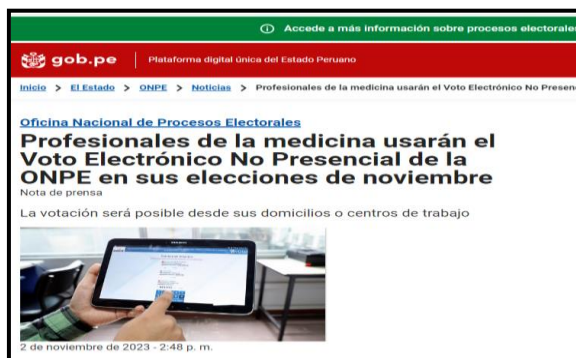 Accede a más información sobre procesos electorale
gob.pe
Plataforma digital única del Estado Peruano
Inicio > El Estado > ONPE > Noticias > Profesionales de la medicina usarán el Voto Electrónico No Presen
Oficina Nacional de Procesos Electorales
Profesionales de la medicina usarán el
Voto Electrónico No Presencial de la
ONPE en sus elecciones de noviembre
Nota de prensa
La votación será posible desde sus domicilios o centros de trabajo
2 de noviembre de 2023 - 2:48 p. m.